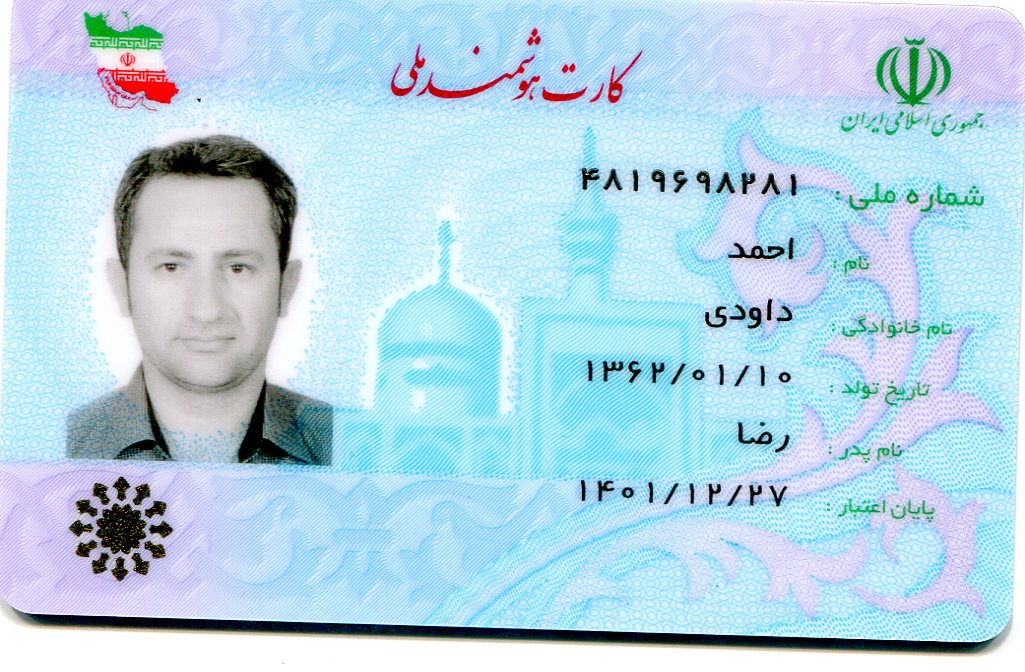 کارت هوشمند ملی
جمهوری اسلامی ایران
شماره ملی : ۴۸۱۹۶۹۸۲۸۱
نام : احمد
نام خانوادگی : داودی
تاریخ تولد : ۱۳۶۲/۰۱/۱۰
نام پدر : رضا
پایان اعتبار : ۱۴۰۱/۱۲/۲۷